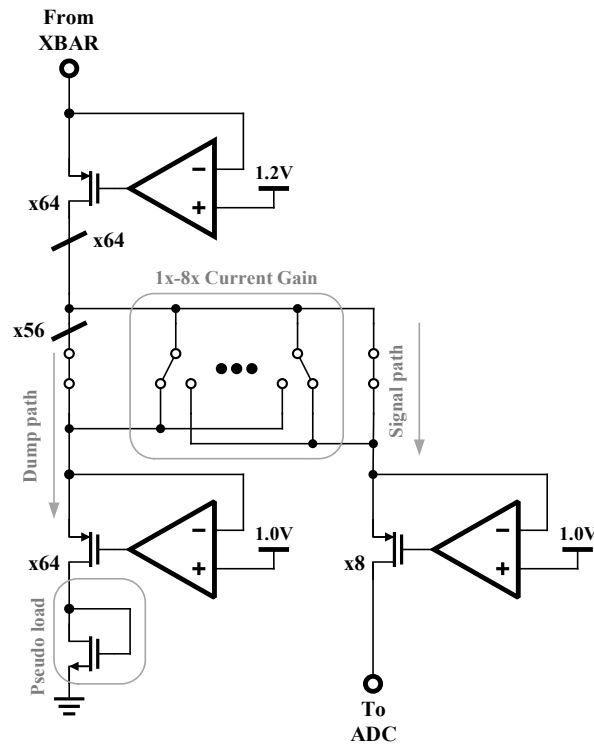 From
XBAR
−
+
1.2V
x64
x64
1x-8x Current Gain
x56
Dump path
Signal path
−
+
1.0V
x64
−
+
1.0V
x8
Pseudo load
To
ADC